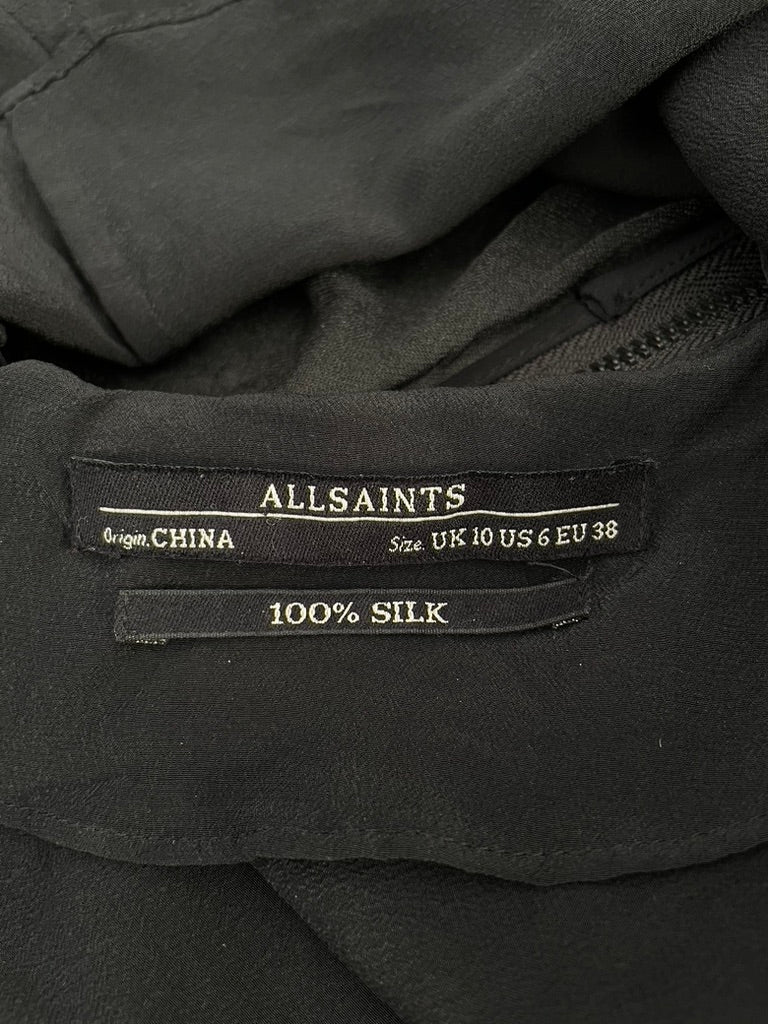 ALLSAINTS
Origin. CHINA Size. UK 10 US 6 EU 38
100% SILK